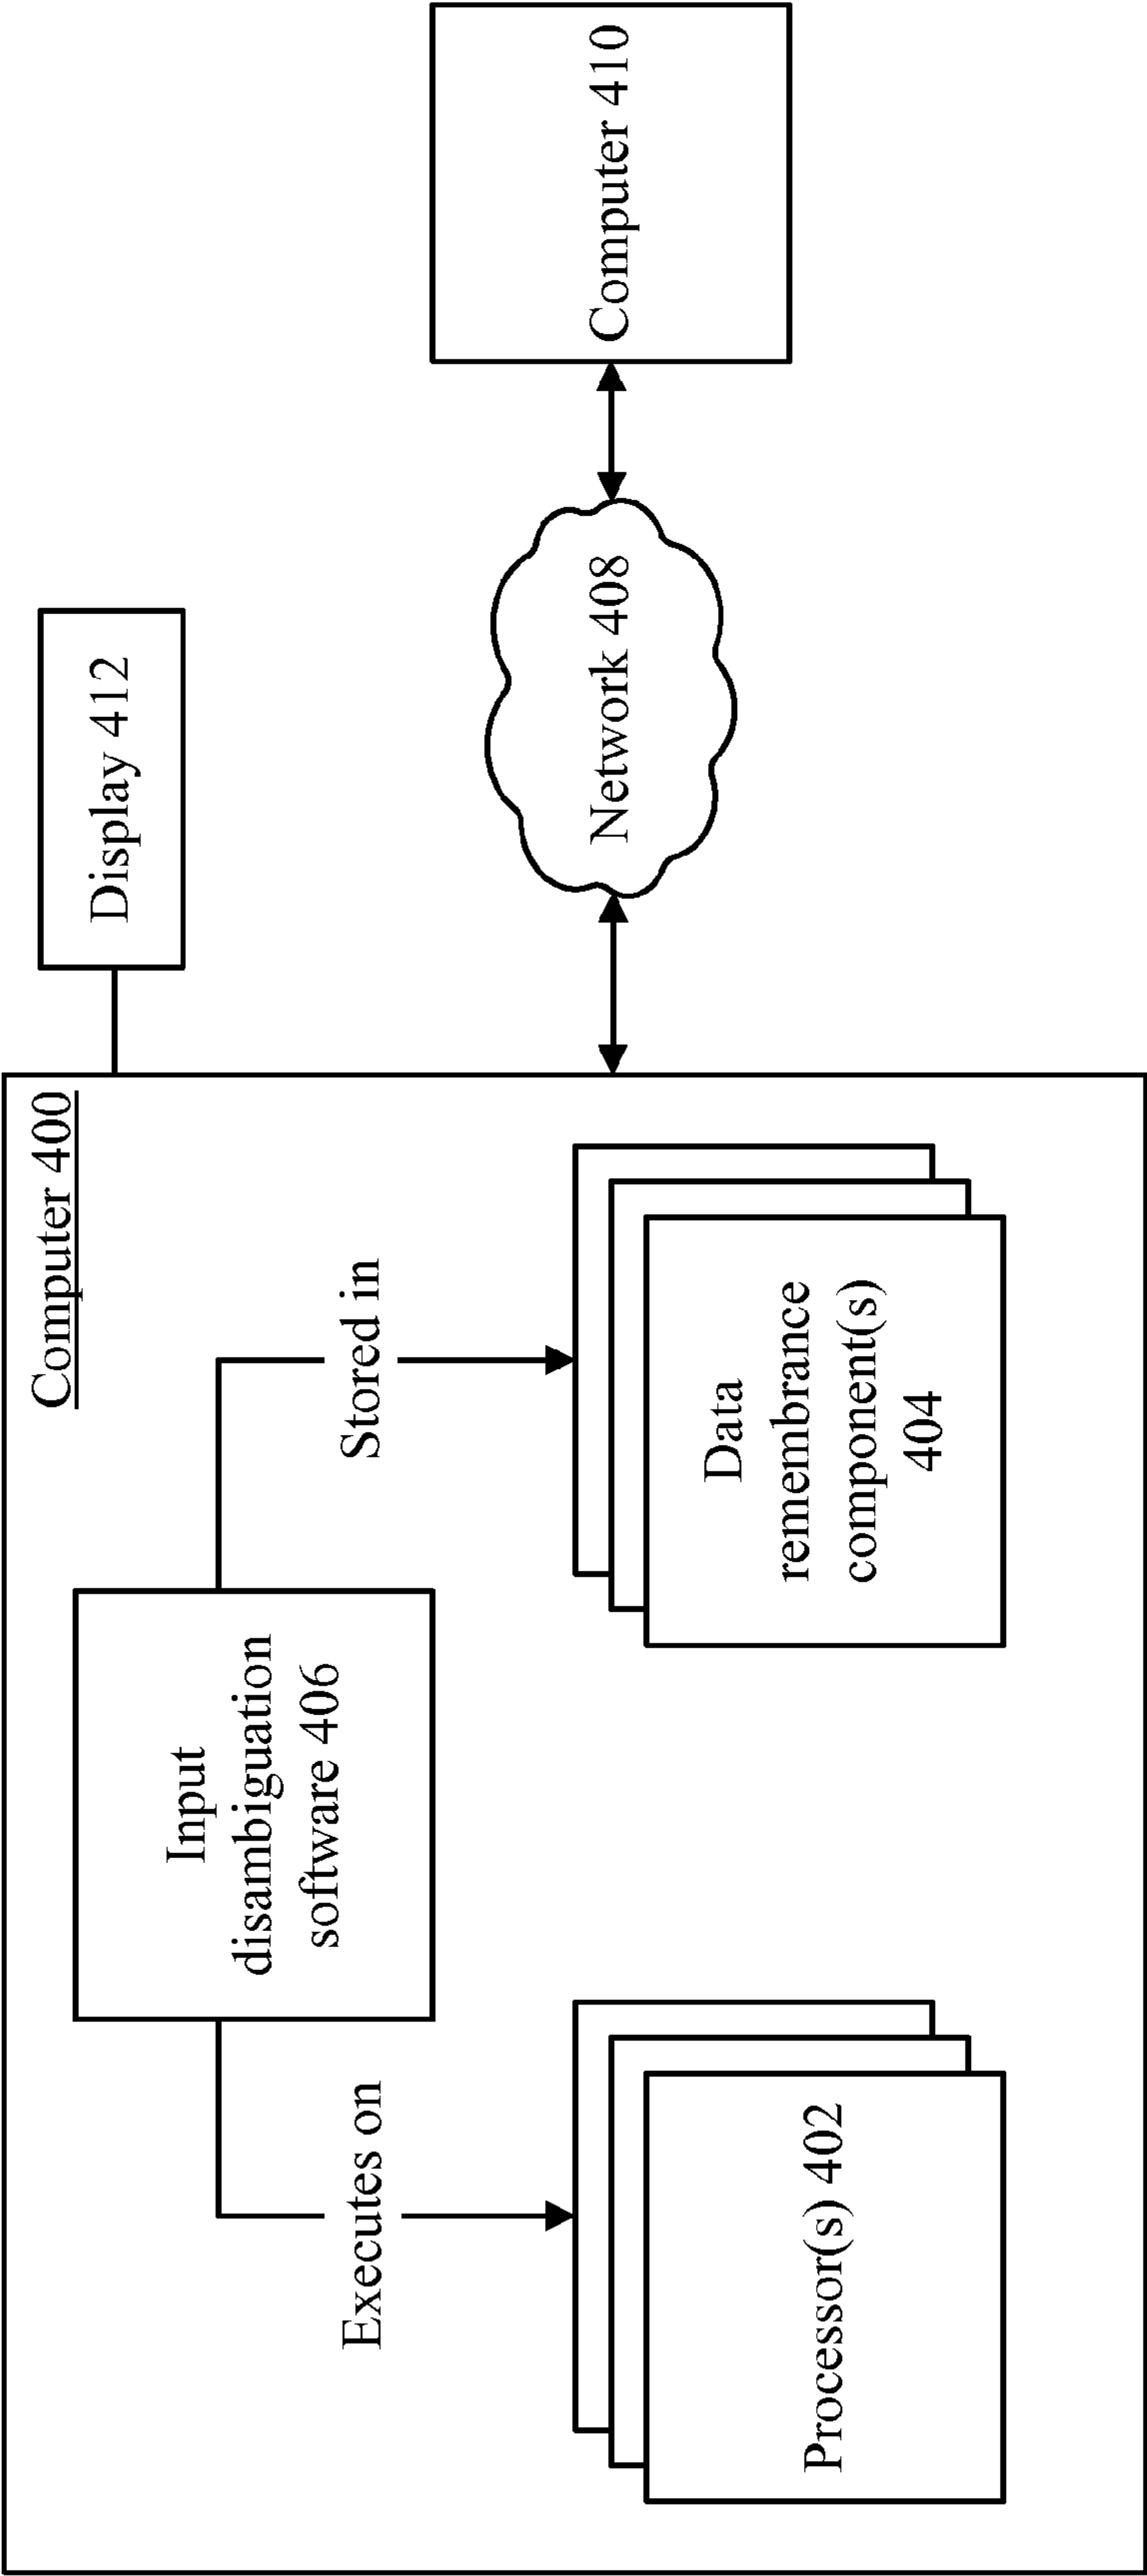 Computer 400
Input
disambiguation
software 406
Executes on
Stored in
Processor(s) 402
Data
remembrance
component(s)
404
Display 412
Network 408
Computer 410